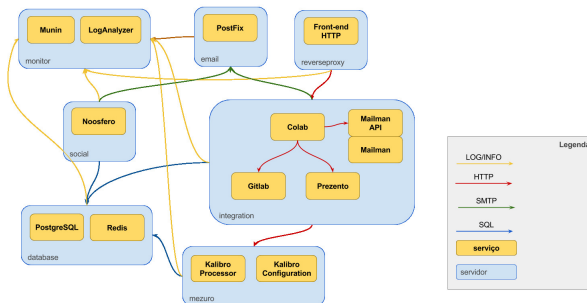 Munin
LogAnalyzer
monitor
PostFix
email
Front-end
HTTP
reverseproxy
Noosfero
social
Colab
Mailman
API
Mailman
Gitlab
Prezento
integration
PostgreSQL
Redis
database
Kalibro
Processor
Kalibro
Configuration
mezuro
Legenda
LOG/INFO
HTTP
SMTP
SQL
serviço
servidor